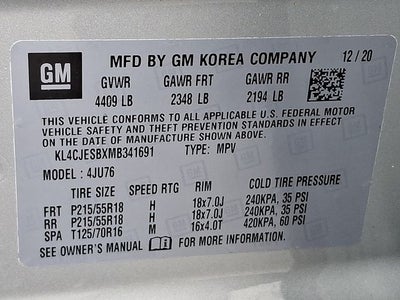 GM
MFD BY GM KOREA COMPANY 12/20
GVWR GAWR FRT GAWR RR
4409 LB 2348 LB 2194 LB
THIS VEHICLE CONFORMS TO ALL APPLICABLE U.S. FEDERAL MOTOR
VEHICLE SAFETY AND THEFT PREVENTION STANDARDS IN EFFECT
ON THE DATE OF MANUFACTURE SHOWN ABOVE.
KL4CJESBXMB341691 TYPE: MPV
MODEL: 4JU76
TIRE SIZE SPEED RTG RIM COLD TIRE PRESSURE
FRT P215/55R18 H 18x7.0J 240KPA, 35 PSI
RR P215/55R18 H 18x7.0J 240KPA, 35 PSI
SPA T125/70R16 M 16x4.0T 420KPA, 60 PSI
SEE OWNER'S MANUAL FOR MORE INFORMATION.